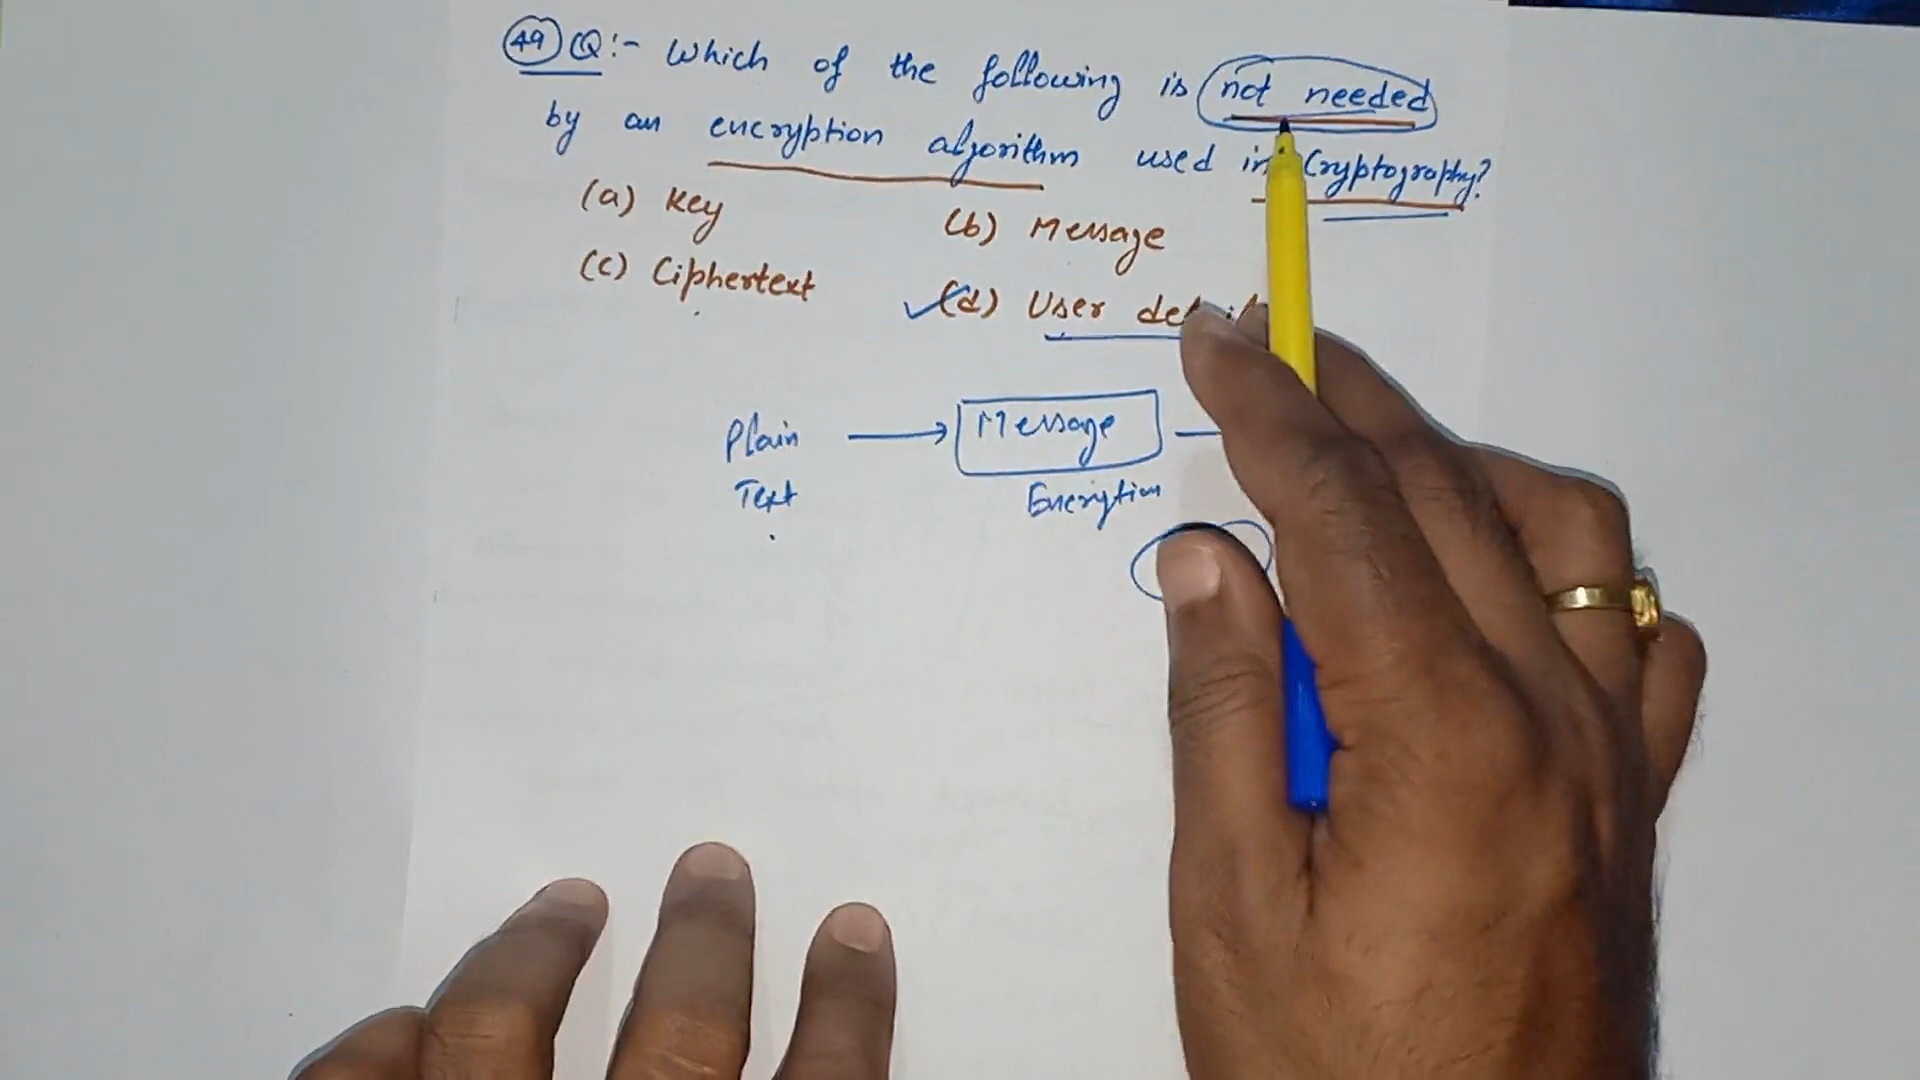 49 Q:- Which of the following is not needed
by an encryption algorithm used in Cryptography?
(a) Key (b) Message
(c) Ciphertext (d) User
Plain → Message
Text Encryption